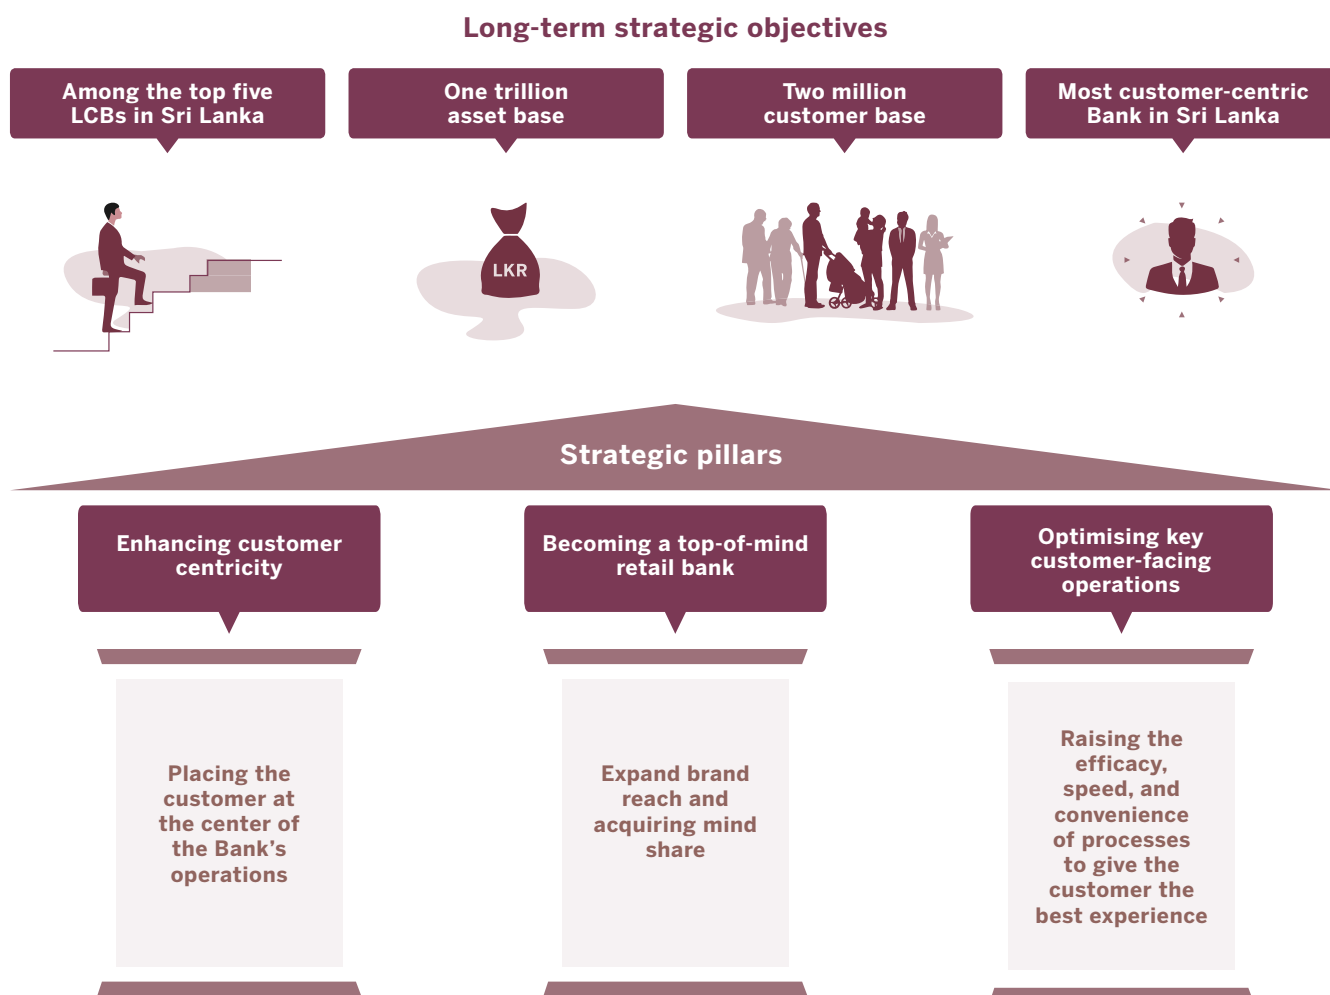 Long-term strategic objectives
Among the top five
LCBs in Sri Lanka
One trillion
asset base
Two million
customer base
Most customer-centric
Bank in Sri Lanka
LKR
Strategic pillars
Enhancing customer
centricity
Becoming a top-of-mind
retail bank
Optimising key
customer-facing
operations
Placing the
customer at
the center of
the Bank’s
operations
Expand brand
reach and
acquiring mind
share
Raising the
efficacy,
speed, and
convenience
of processes
to give the
customer the
best experience